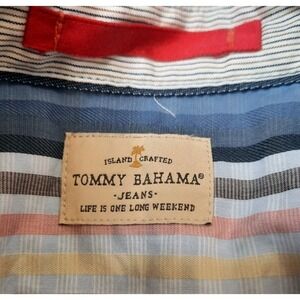 ISLAND CRAFTED
TOMMY BAHAMA®
-JEANS-
LIFE IS ONE LONG WEEKEND